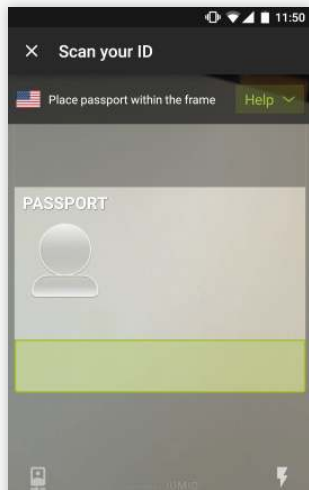 11:50
Scan your ID
Place passport within the frame
Help
PASSPORT